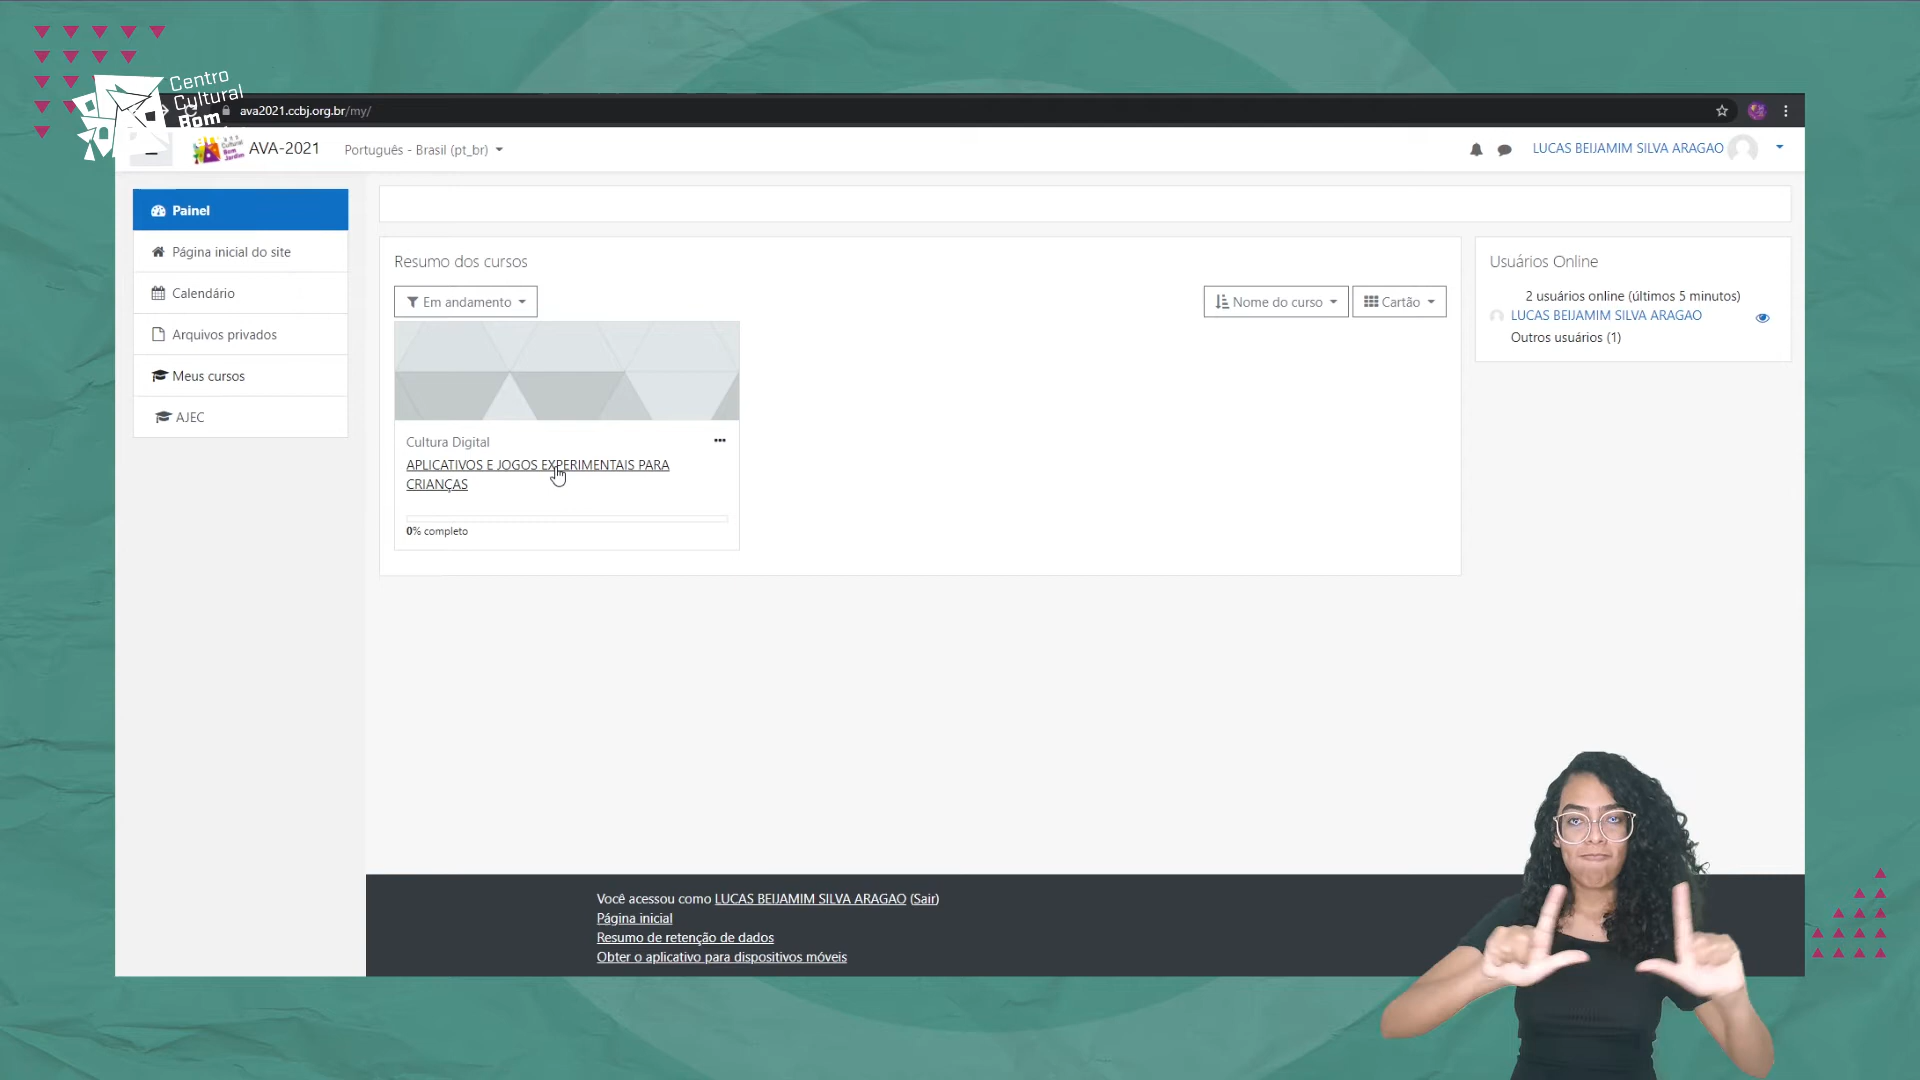 Centro
Cultural
Bom
ava2021.ccbj.org.br/my/
AVA-2021
Português - Brasil (pt_br)
LUCAS BEIJAMIM SILVA ARAGAO
Painel
Página inicial do site
Calendário
Arquivos privados
Meus cursos
AJEC
Resumo dos cursos
Em andamento
Nome do curso
Cartão
Cultura Digital
APLICATIVOS E JOGOS EXPERIMENTAIS PARA
CRIANÇAS
0% completo
Usuários Online
2 usuários online (últimos 5 minutos)
LUCAS BEIJAMIM SILVA ARAGAO
Outros usuários (1)
Você acessou como LUCAS BEIJAMIM SILVA ARAGAO (Sair)
Página inicial
Resumo de retenção de dados
Obter o aplicativo para dispositivos móveis